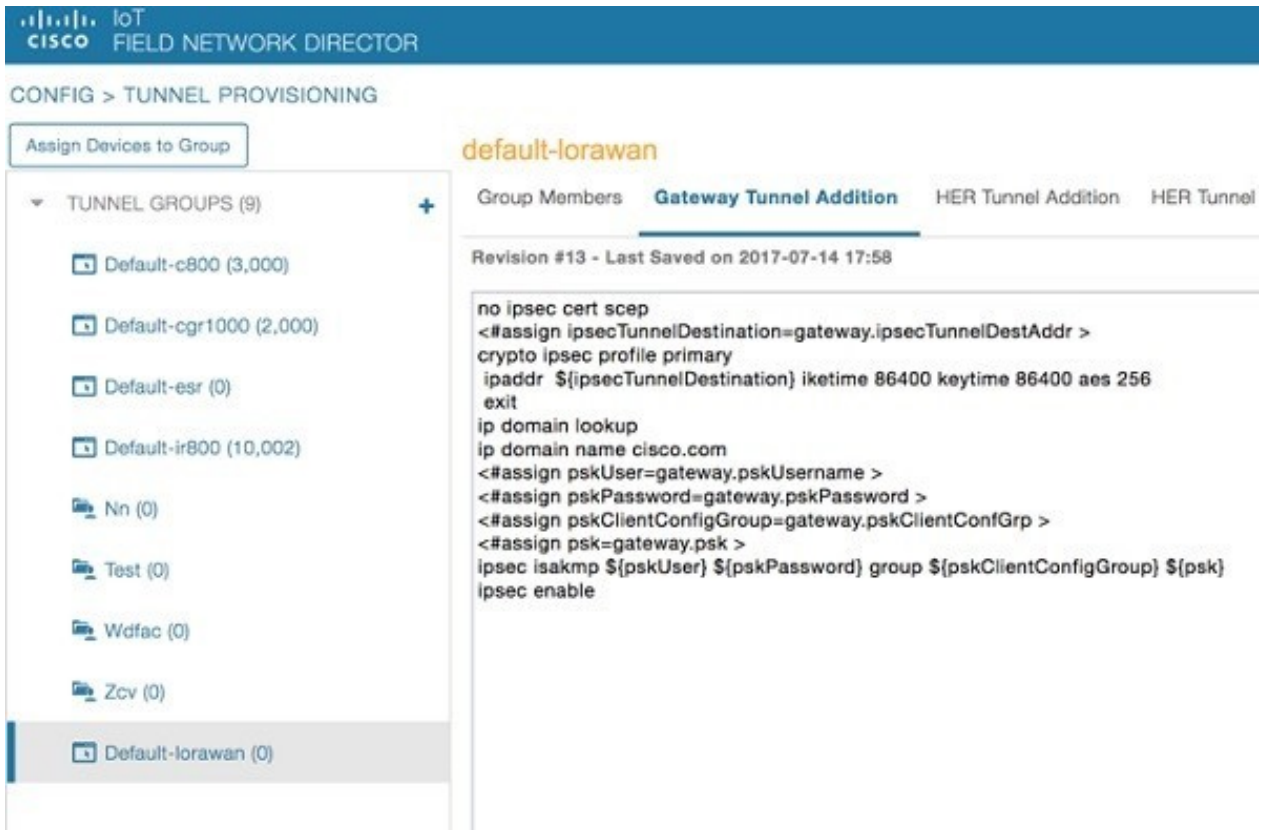 IoT
CISCO FIELD NETWORK DIRECTOR
CONFIG > TUNNEL PROVISIONING
Assign Devices to Group
TUNNEL GROUPS (9) +
Default-c800 (3,000)
Default-cgr1000 (2,000)
Default-esr (0)
Default-ir800 (10,002)
Nn (0)
Test (0)
Wdfac (0)
Zcv (0)
Default-lorawan (0)
default-lorawan
Group Members Gateway Tunnel Addition HER Tunnel Addition HER Tunnel
Revision #13 - Last Saved on 2017-07-14 17:58
no ipsec cert scep
<#assign ipsecTunnelDestination=gateway.ipsecTunnelDestAddr >
crypto ipsec profile primary
ipaddr ${ipsecTunnelDestination} iketime 86400 keytime 86400 aes 256
exit
ip domain lookup
ip domain name cisco.com
<#assign pskUser=gateway.pskUsername >
<#assign pskPassword=gateway.pskPassword >
<#assign pskClientConfigGroup=gateway.pskClientConfGrp >
<#assign psk=gateway.psk >
ipsec isakmp ${pskUser} ${pskPassword} group ${pskClientConfigGroup} ${psk}
ipsec enable